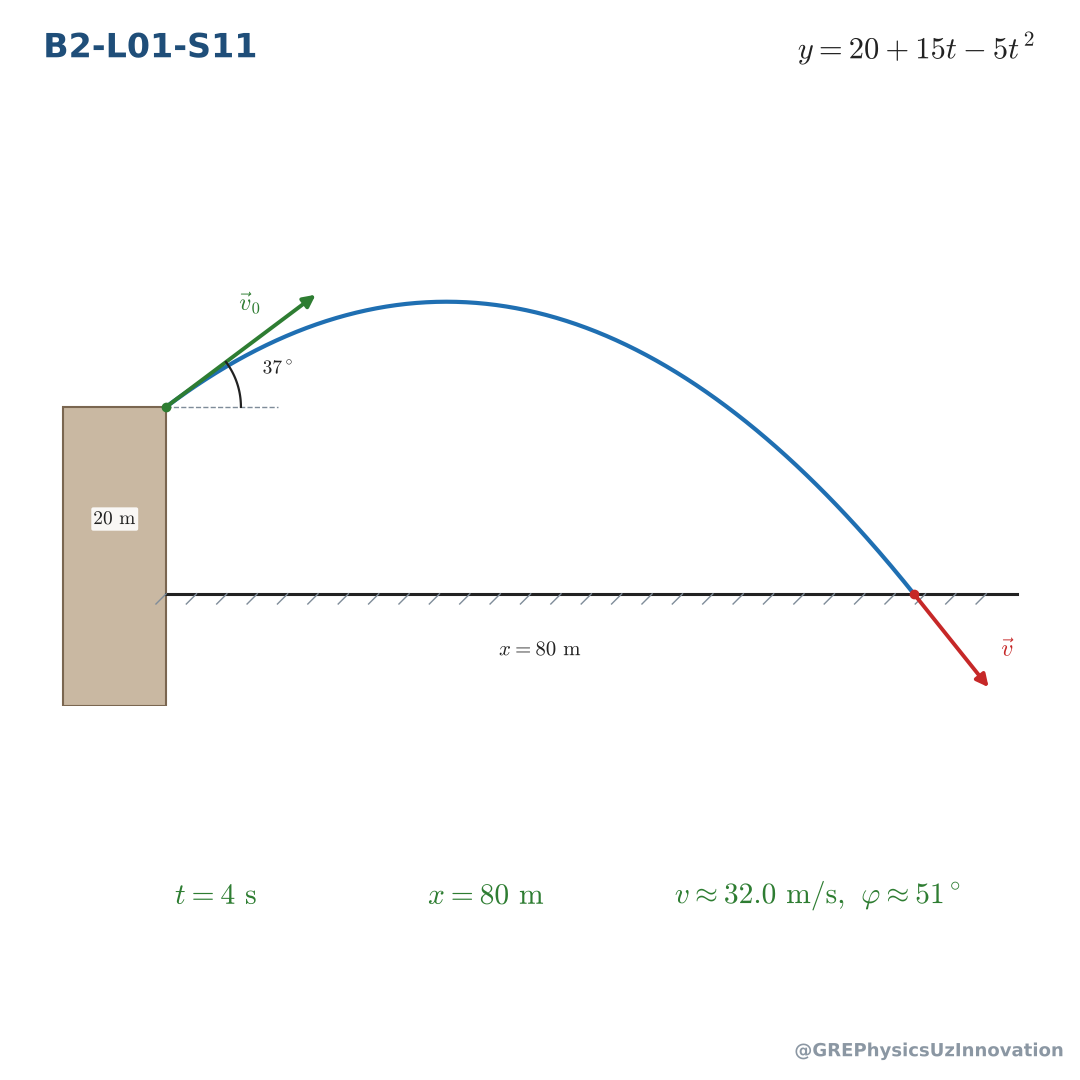 B2-L01-S11
y = 20 + 15t − 5t²
v⃗₀
37°
20 m
x = 80 m
v⃗
t = 4 s
x = 80 m
v ≈ 32.0 m/s, φ ≈ 51°
@GREPhysicsUzInnovation